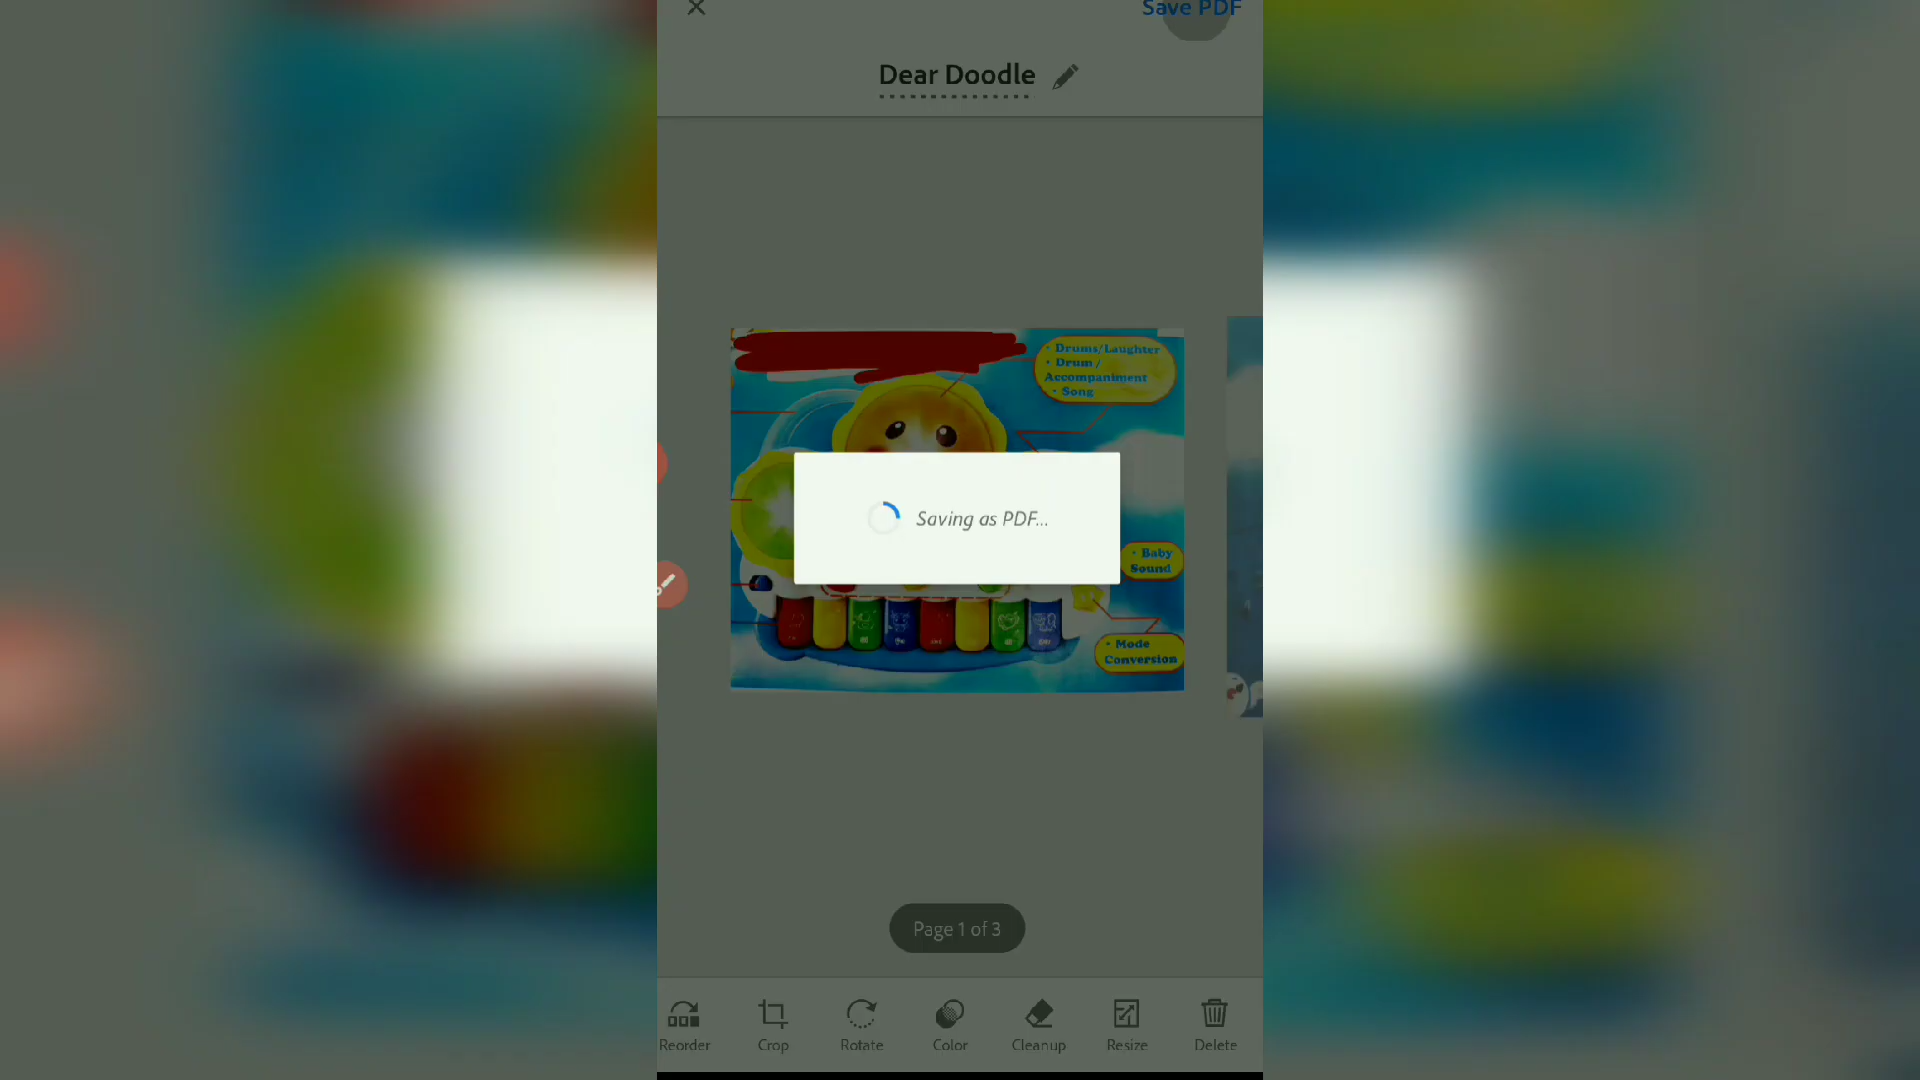 Save PDF
Dear Doodle
• Drums/Laughter
• Drum/
Accompaniment
• Song
Saving as PDF...
• Baby
Sound
• Mode
Conversion
Page 1 of 3
Reorder
Crop
Rotate
Color
Cleanup
Resize
Delete